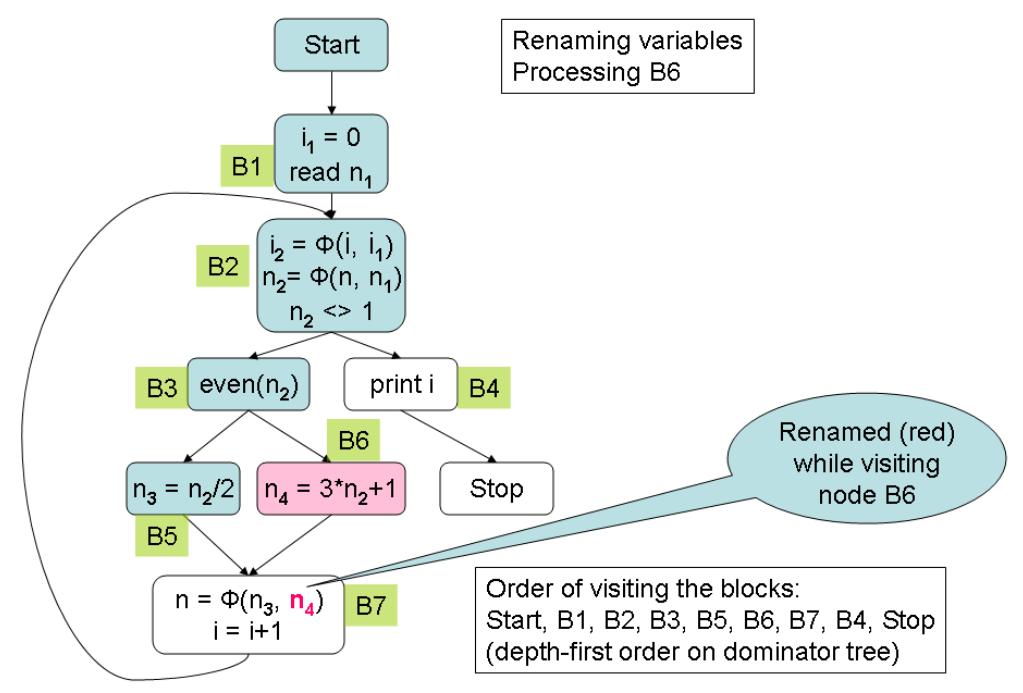 Start
Renaming variables
Processing B6
i₁ = 0
read n₁
B1
i₂ = Φ(i, i₁)
n₂= Φ(n, n₁)
n₂ <> 1
B2
B3
even(n₂)
print i
B4
B6
n₃ = n₂/2
n₄ = 3*n₂+1
Stop
B5
Renamed (red)
while visiting
node B6
n = Φ(n₃, n₄)
i = i+1
B7
Order of visiting the blocks:
Start, B1, B2, B3, B5, B6, B7, B4, Stop
(depth-first order on dominator tree)